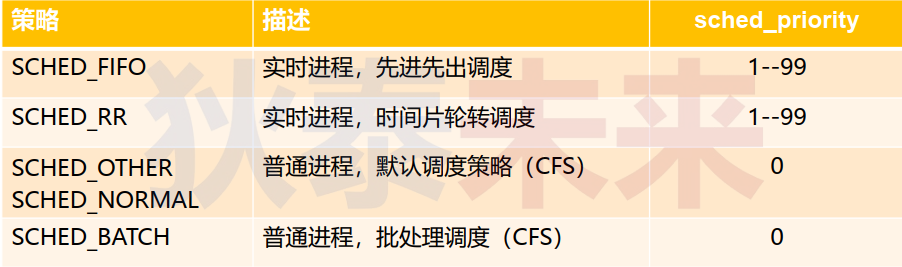 策略 描述 sched_priority
SCHED_FIFO 实时进程，先进先出调度 1--99
SCHED_RR 实时进程，时间片轮转调度 1--99
SCHED_OTHER 普通进程，默认调度策略（CFS） 0
SCHED_NORMAL
SCHED_BATCH 普通进程，批处理调度（CFS） 0
狄泰未来